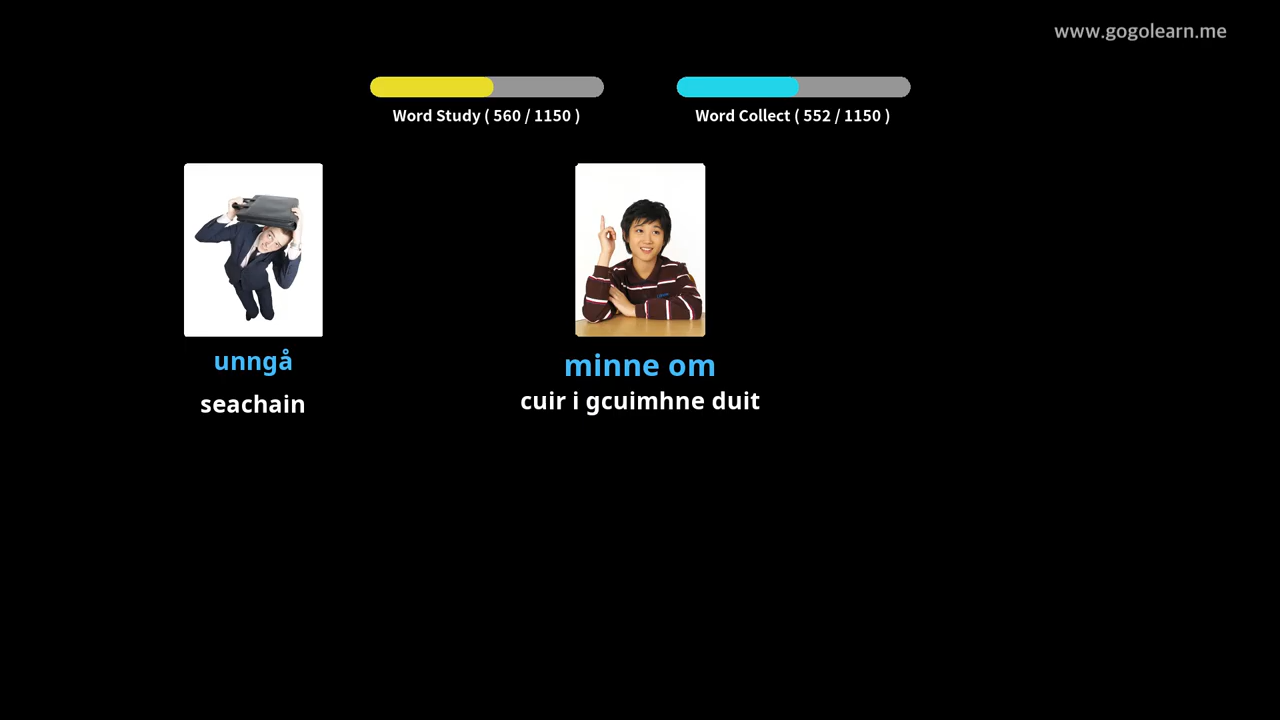 www.gogolearn.me
Word Study ( 560 / 1150 )
Word Collect ( 552 / 1150 )
unngå
seachain
minne om
cuir i gcuimhne duit